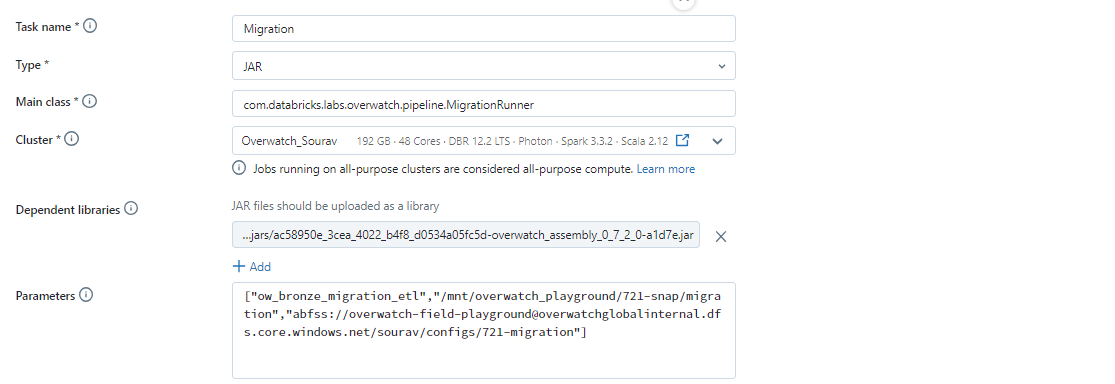 Task name *
Migration
Type *
JAR
Main class *
com.databricks.labs.overwatch.pipeline.MigrationRunner
Cluster *
Overwatch_Sourav 192 GB · 48 Cores · DBR 12.2 LTS · Photon · Spark 3.3.2 · Scala 2.12
Jobs running on all-purpose clusters are considered all-purpose compute. Learn more
Dependent libraries
JAR files should be uploaded as a library
...jars/ac58950e_3cea_4022_b4f8_d0534a05fc5d-overwatch_assembly_0_7_2_0-a1d7e.jar
+ Add
Parameters
["ow_bronze_migration_etl","/mnt/overwatch_playground/721-snap/migra
tion","abfss://overwatch-field-playground@overwatchglobalinternal.df
s.core.windows.net/sourav/configs/721-migration"]